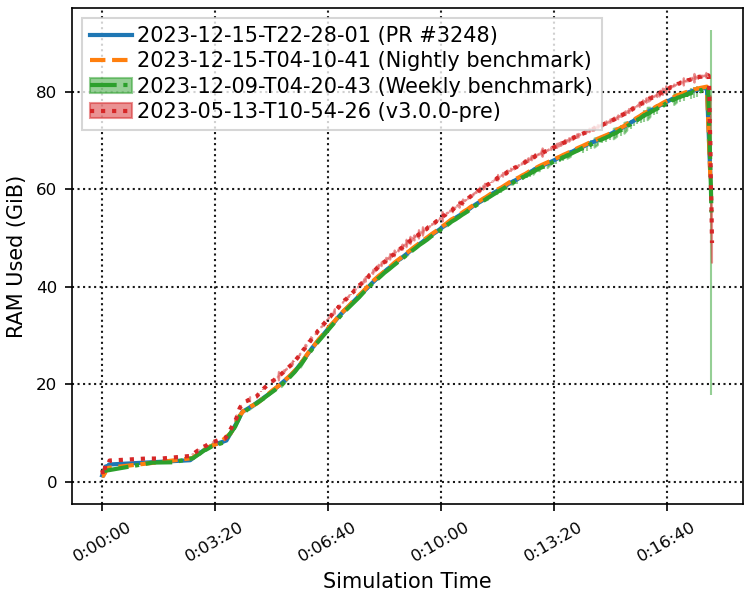 2023-12-15-T22-28-01 (PR #3248)
2023-12-15-T04-10-41 (Nightly benchmark)
2023-12-09-T04-20-43 (Weekly benchmark)
2023-05-13-T10-54-26 (v3.0.0-pre)
RAM Used (GiB)
80
60
40
20
0
0:00:00
0:03:20
0:06:40
0:10:00
0:13:20
0:16:40
Simulation Time